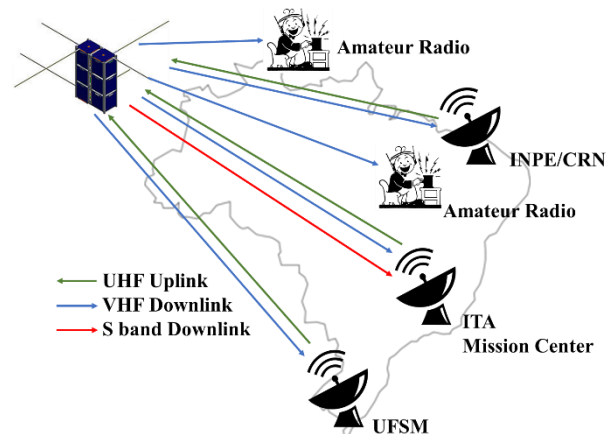 Amateur Radio
INPE/CRN
Amateur Radio
UHF Uplink
VHF Downlink
S band Downlink
ITA
Mission Center
UFSM